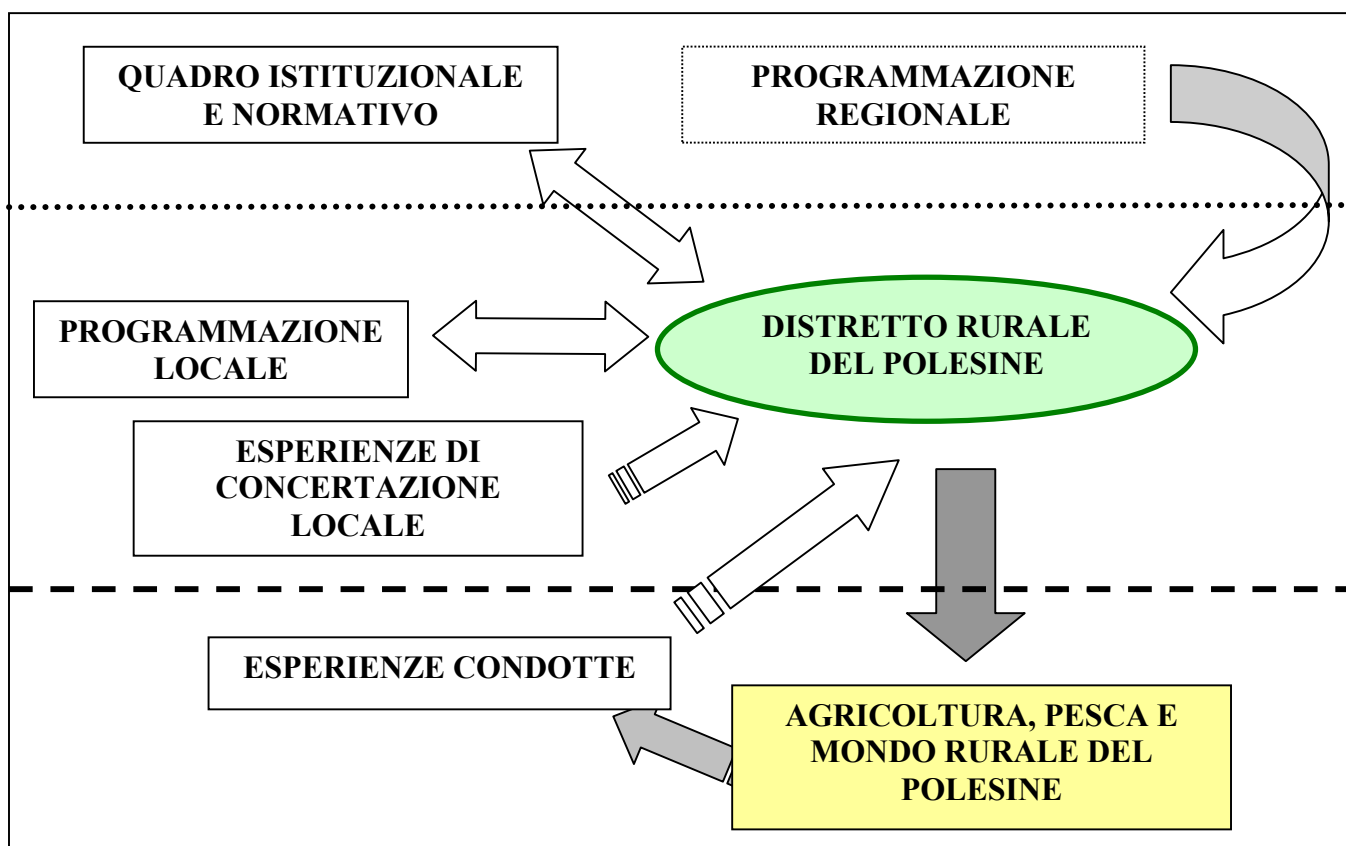 QUADRO ISTITUZIONALE
E NORMATIVO
PROGRAMMAZIONE
REGIONALE
PROGRAMMAZIONE
LOCALE
DISTRETTO RURALE
DEL POLESINE
ESPERIENZE DI
CONCERTAZIONE
LOCALE
ESPERIENZE CONDOTTE
AGRICOLTURA, PESCA E
MONDO RURALE DEL
POLESINE